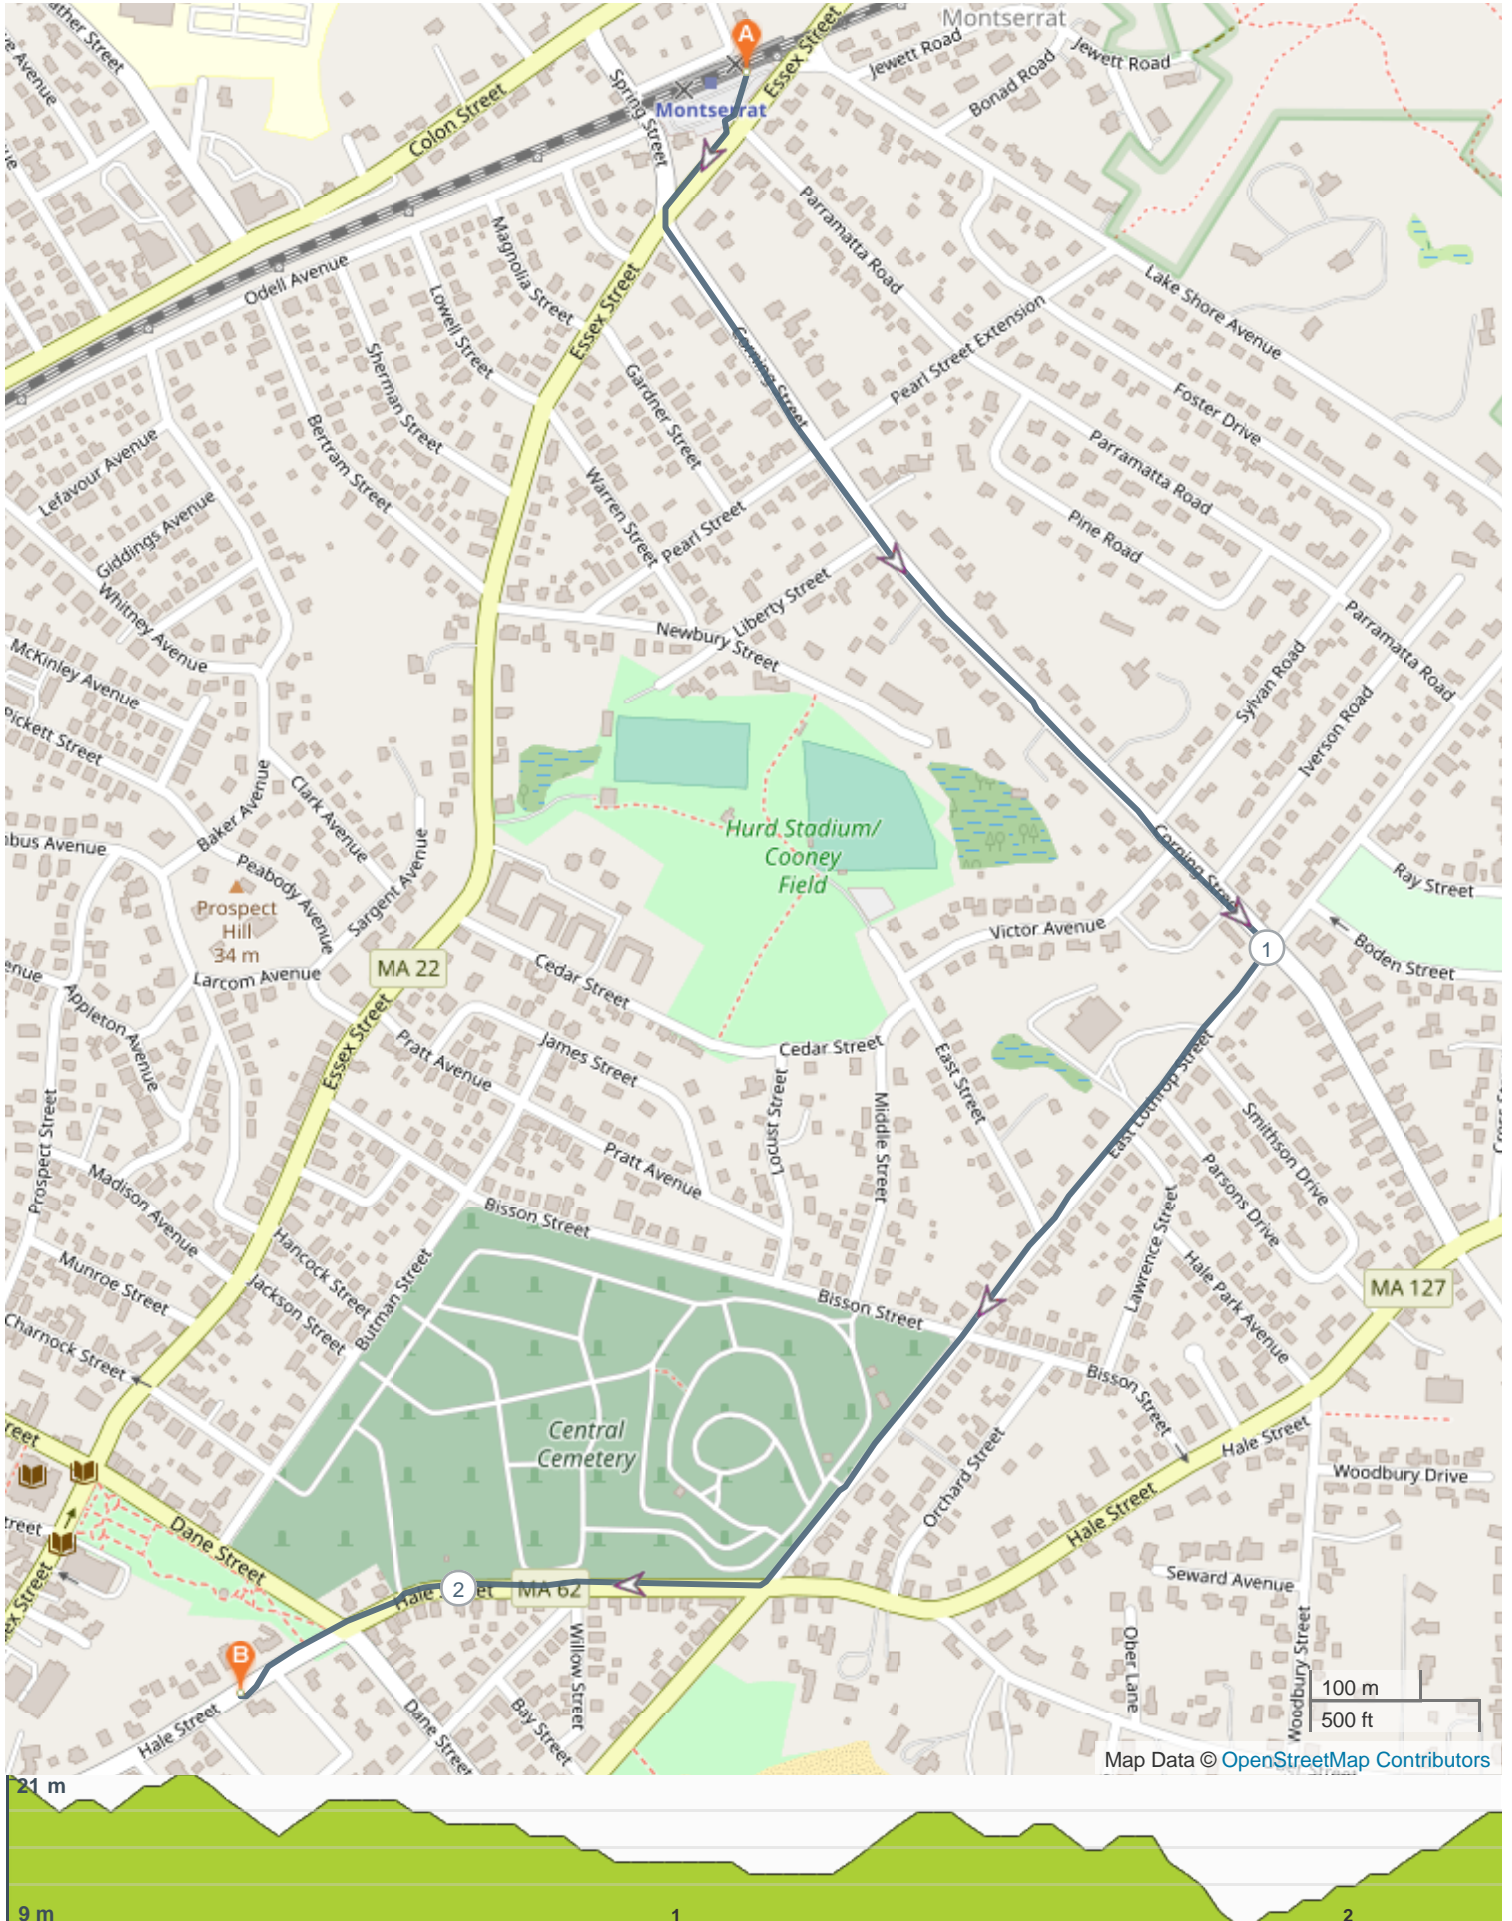 Montserrat
A
Essex Street
Jewett Road
Jewett Road
Bonad Road
Spring Street
Montserrat
Colon Street
Parramatta Road
Magnolia Street
Odell Avenue
Lowell Street
Essex Street
Lake Shore Avenue
Corning Street
Pearl Street Extension
Sherman Street
Gardner Street
Foster Drive
Bertram Street
Parramatta Road
Lefavour Avenue
Warren Street
Pearl Street
Pine Road
Giddings Avenue
Liberty Street
Whitney Avenue
Newbury Street
Parramatta Road
McKinley Avenue
Sylvan Road
Iverson Road
Pickett Street
Clark Avenue
Baker Avenue
Hurd Stadium/
Cooney
Field
Corning Street
Avenue
Peabody Avenue
Sargent Avenue
Ray Street
Prospect
Hill
34 m
Victor Avenue
1
Boden Street
MA 22
Larcom Avenue
Cedar Street
Appleton Avenue
Essex Street
Pratt Avenue
James Street
Cedar Street
East Street
East Lothrop Street
Locust Street
Middle Street
Smithson Drive
Prospect Street
Pratt Avenue
Parsons Drive
Madison Avenue
Bisson Street
Lawrence Street
Hancock Street
Hale Park Avenue
Munroe Street
Jackson Street
Butman Street
Bisson Street
MA 127
Charnock Street
Bisson Street
Central
Cemetery
Hale Street
Orchard Street
Woodbury Drive
Hale Street
Dane Street
Seward Avenue
2
MA 62
Hale Street
Willow Street
Ober Lane
Woodbury Street
B
Hale Street
Dane Street
Bay Street
100 m
500 ft
Map Data © OpenStreetMap Contributors
21 m
9 m
1
2